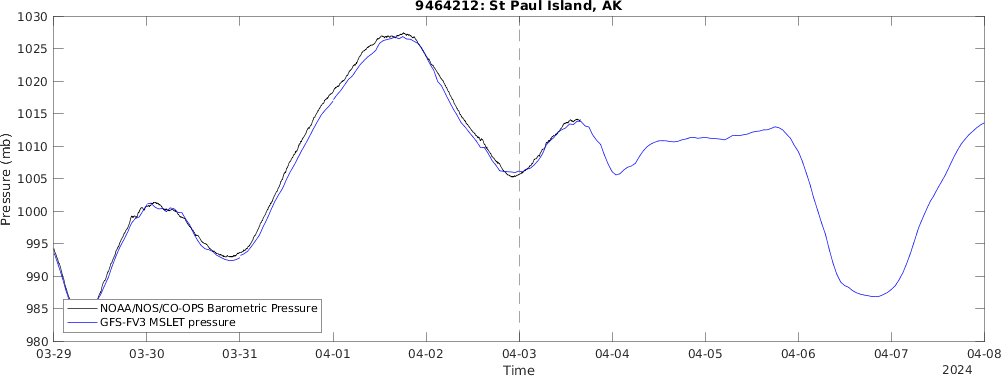 9464212: St Paul Island, AK
Pressure (mb)
1030
1025
1020
1015
1010
1005
1000
995
990
985
980
NOAA/NOS/CO-OPS Barometric Pressure
GFS-FV3 MSLET pressure
03-29 03-30 03-31 04-01 04-02 04-03 04-04 04-05 04-06 04-07 04-08
Time
2024